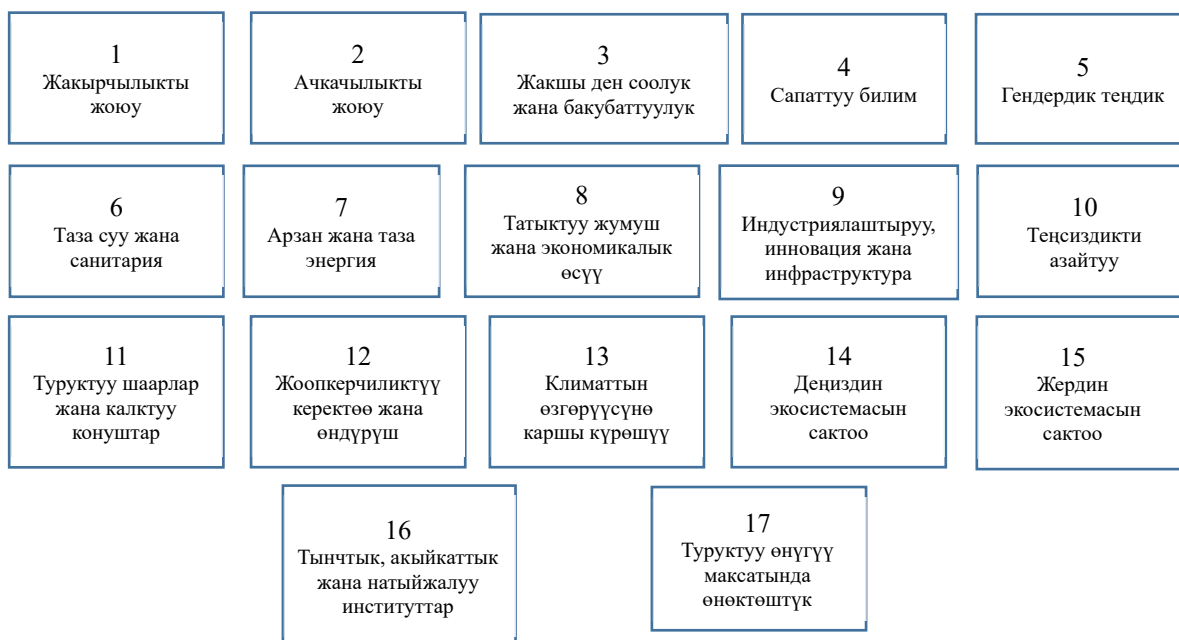 1
Жакырчылыкты
жоюу
2
Ачкачылыкты
жоюу
3
Жакшы ден соолук
жана бакубаттуулук
4
Сапаттуу билим
5
Гендердик теңдик
6
Таза суу жана
санитария
7
Арзан жана таза
энергия
8
Татыктуу жумуш
жана экономикалык
өсүү
9
Индустриялаштыруу,
инновация жана
инфраструктура
10
Теңсиздикти
азайтуу
11
Туруктуу шаарлар
жана калктуу
конуштар
12
Жоопкерчиликтүү
керектөө жана
өндүрүш
13
Климаттын
өзгөрүүсүнө
каршы күрөшүү
14
Деңиздин
экосистемасын
сактоо
15
Жердин
экосистемасын
сактоо
16
Тынчтык, акыйкаттык
жана натыйжалуу
институттар
17
Туруктуу өнүгүү
максатында
өнөктөштүк